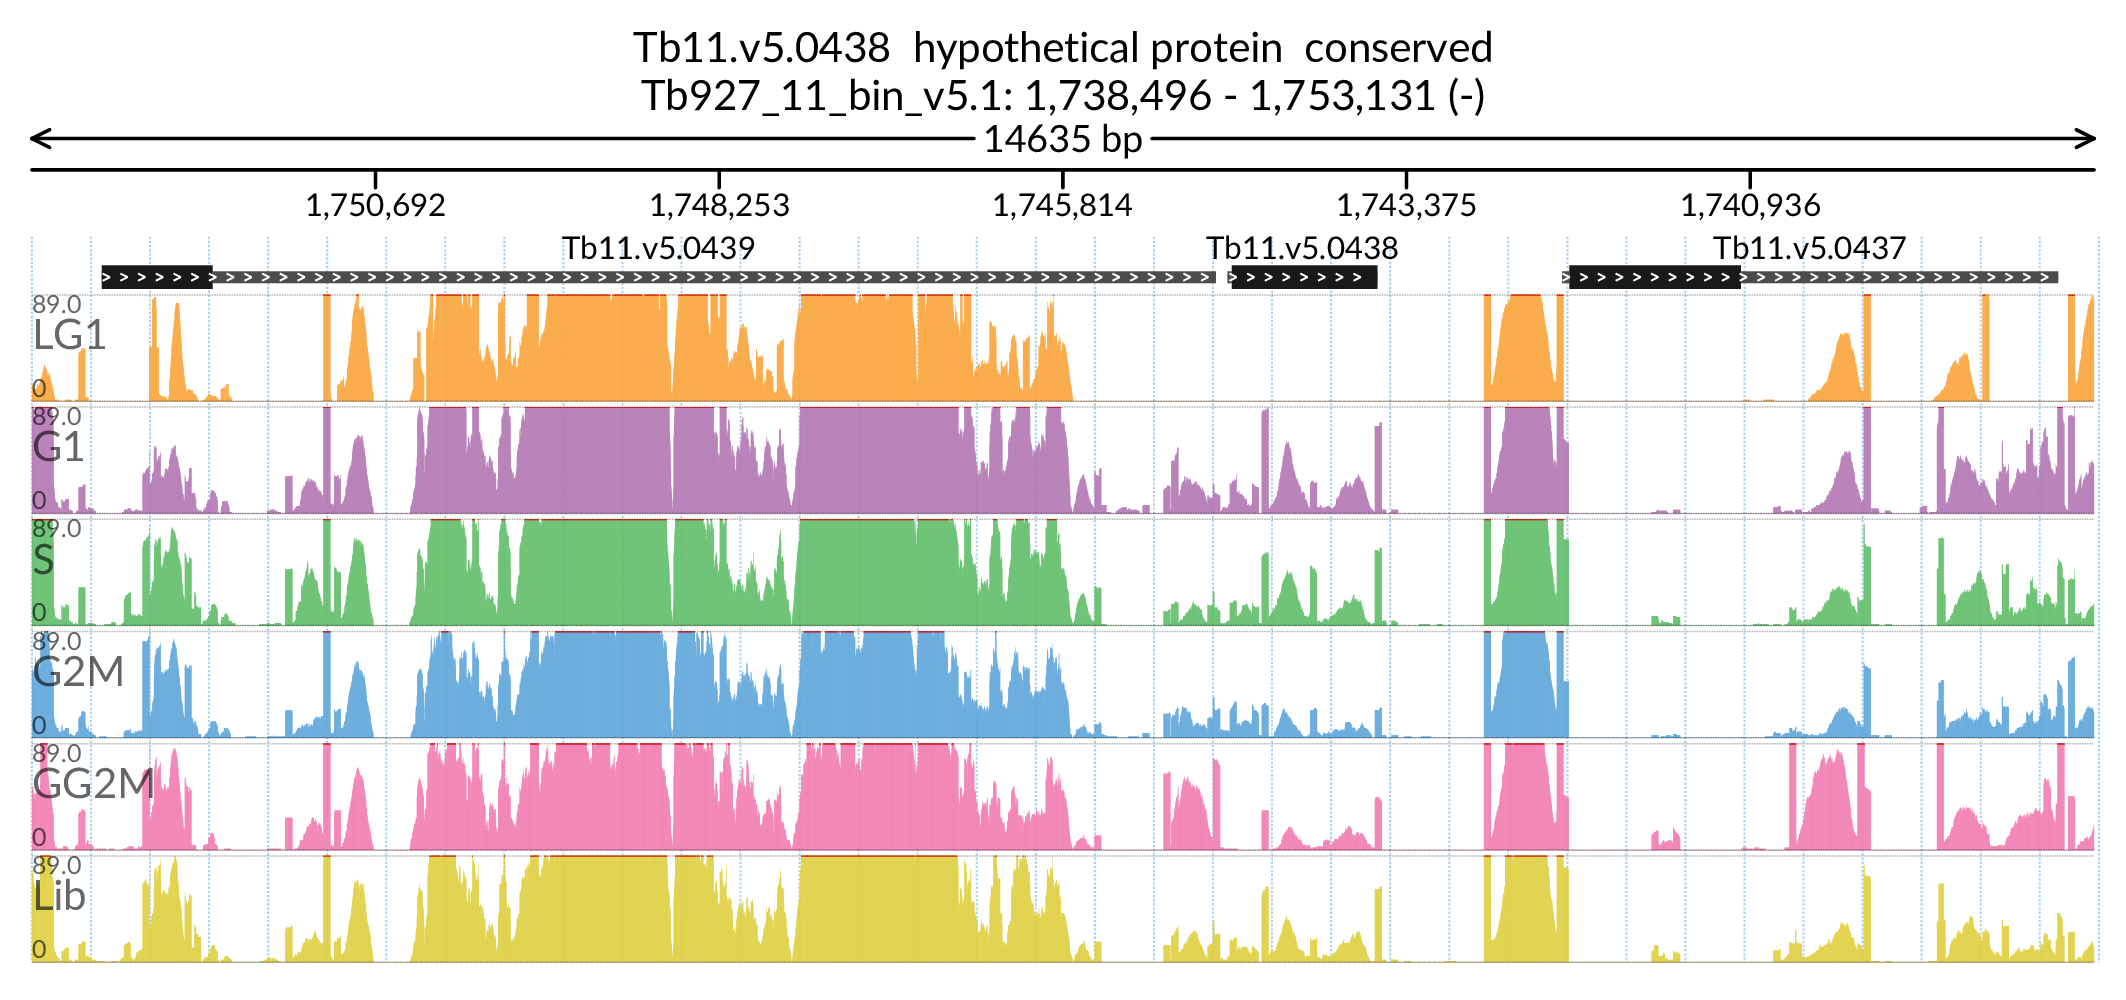 Tb11.v5.0438 hypothetical protein conserved
Tb927_11_bin_v5.1: 1,738,496 - 1,753,131 (-)
14635 bp
1,750,692 1,748,253 1,745,814 1,743,375 1,740,936
Tb11.v5.0439 Tb11.v5.0438 Tb11.v5.0437
89.0
LG1
0
89.0
G1
0
89.0
S
0
89.0
G2M
0
89.0
GG2M
0
89.0
Lib
0